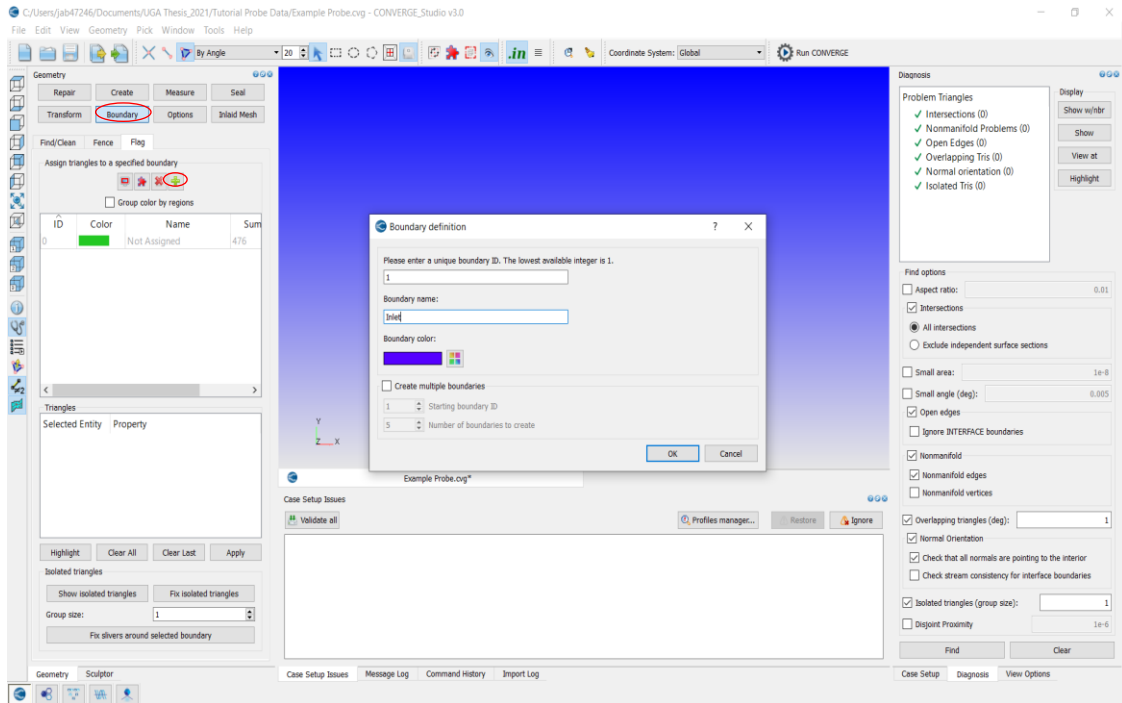 C:/Users/jab47246/Documents/UGA Thesis_2021/Tutorial Probe Data/Example Probe.cvg - CONVERGE_Studio v3.0
File Edit View Geometry Pick Window Tools Help
By Angle 20 .in Coordinate System: Global Run CONVERGE
Geometry
Repair Create Measure Seal
Transform Boundary Options Inlaid Mesh
Find/Clean Fence Flag
Assign triangles to a specified boundary
Group color by regions
ID Color Name Sum
0 Not Assigned 476
Triangles
Selected Entity Property
Highlight Clear All Clear Last Apply
Isolated triangles
Show isolated triangles Fix isolated triangles
Group size: 1
Fix slivers around selected boundary
Geometry Sculptor
Boundary definition ? X
Please enter a unique boundary ID. The lowest available integer is 1.
1
Boundary name:
Inlet
Boundary color:
Create multiple boundaries
1 Starting boundary ID
5 Number of boundaries to create
OK Cancel
Y
Z X
Example Probe.cvg*
Case Setup Issues
Validate all Profiles manager... Restore Ignore
Case Setup Issues Message Log Command History Import Log
Diagnosis
Problem Triangles
Intersections (0)
Nonmanifold Problems (0)
Open Edges (0)
Overlapping Tris (0)
Normal orientation (0)
Isolated Tris (0)
Display
Show w/nbr
Show
View at
Highlight
Find options
Aspect ratio: 0.01
Intersections
All intersections
Exclude independent surface sections
Small area: 1e-8
Small angle (deg): 0.005
Open edges
Ignore INTERFACE boundaries
Nonmanifold
Nonmanifold edges
Nonmanifold vertices
Overlapping triangles (deg): 1
Normal Orientation
Check that all normals are pointing to the interior
Check stream consistency for interface boundaries
Isolated triangles (group size): 1
Disjoint Proximity 1e-6
Find Clear
Case Setup Diagnosis View Options